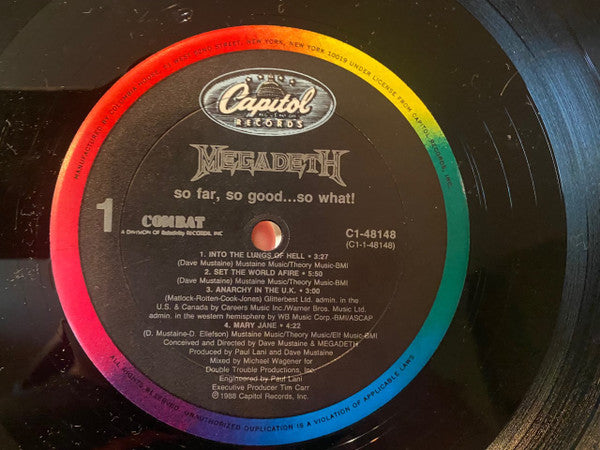 MANUFACTURED BY COLUMBIA HOUSE, 11 WEST 42ND STREET, NEW YORK, NEW YORK 10019 UNDER LICENSE FROM CAPITOL RECORDS, INC.
Capitol
RECORDS
MEGADETH
so far, so good...so what!
1
COMBAT
A DIVISION OF Relativity RECORDS, INC
C1-48148
(C1-1-48148)
1. INTO THE LUNGS OF HELL • 3:27
(Dave Mustaine) Mustaine Music/Theory Music-BMI
2. SET THE WORLD AFIRE • 5:50
(Dave Mustaine) Mustaine Music/Theory Music-BMI
3. ANARCHY IN THE U.K. • 3:00
(Matlock-Rotten-Cook-Jones) Glitterbest Ltd. admin. in the
U.S. & Canada by Careers Music Inc./Warner Bros. Music Ltd.
admin. in the western hemisphere by WB Music Corp.-BMI/ASCAP
4. MARY JANE • 4:22
(D. Mustaine-D. Ellefson) Mustaine Music/Theory Music/Elf Music-BMI
Conceived and Directed by Dave Mustaine & MEGADETH
Produced by Paul Lani and Dave Mustaine
Mixed by Michael Wagener for
Double Trouble Productions, Inc.
Engineered by Paul Lani
Executive Producer Tim Carr
℗1988 Capitol Records, Inc.
ALL RIGHTS RESERVED. UNAUTHORIZED DUPLICATION IS A VIOLATION OF APPLICABLE LAWS